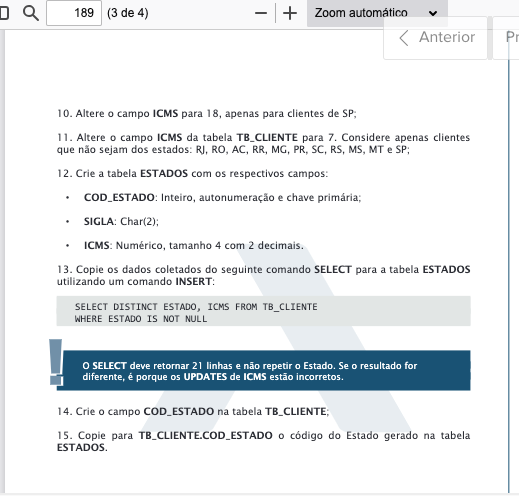 189 (3 de 4) Zoom automático
Anterior Pr
10. Altere o campo ICMS para 18, apenas para clientes de SP;
11. Altere o campo ICMS da tabela TB_CLIENTE para 7. Considere apenas clientes
que não sejam dos estados: RJ, RO, AC, RR, MG, PR, SC, RS, MS, MT e SP;
12. Crie a tabela ESTADOS com os respectivos campos:
• COD_ESTADO: Inteiro, autonumeração e chave primária;
• SIGLA: Char(2);
• ICMS: Numérico, tamanho 4 com 2 decimais.
13. Copie os dados coletados do seguinte comando SELECT para a tabela ESTADOS
utilizando um comando INSERT:
SELECT DISTINCT ESTADO, ICMS FROM TB_CLIENTE
WHERE ESTADO IS NOT NULL
! O SELECT deve retornar 21 linhas e não repetir o Estado. Se o resultado for
diferente, é porque os UPDATES de ICMS estão incorretos.
14. Crie o campo COD_ESTADO na tabela TB_CLIENTE;
15. Copie para TB_CLIENTE.COD_ESTADO o código do Estado gerado na tabela
ESTADOS.